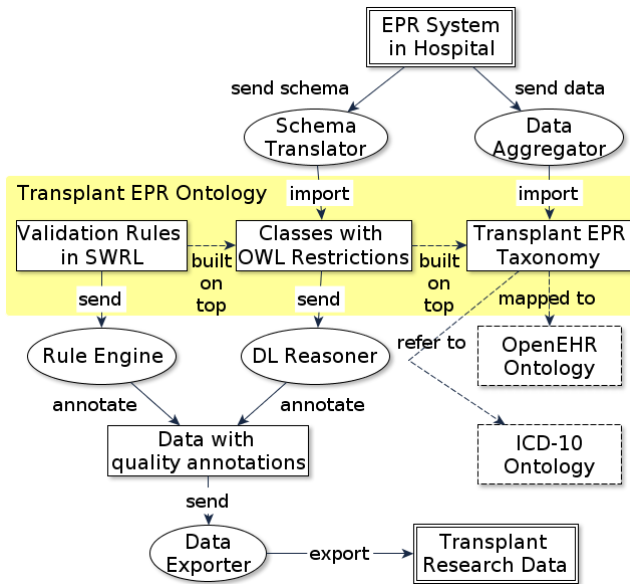 EPR System
in Hospital
send schema
send data
Schema
Translator
Data
Aggregator
Transplant EPR Ontology
import
import
Validation Rules
in SWRL
built
on
top
Classes with
OWL Restrictions
built
on
top
Transplant EPR
Taxonomy
send
send
mapped to
refer to
Rule Engine
DL Reasoner
OpenEHR
Ontology
annotate
annotate
Data with
quality annotations
ICD-10
Ontology
send
Data
Exporter
export
Transplant
Research Data